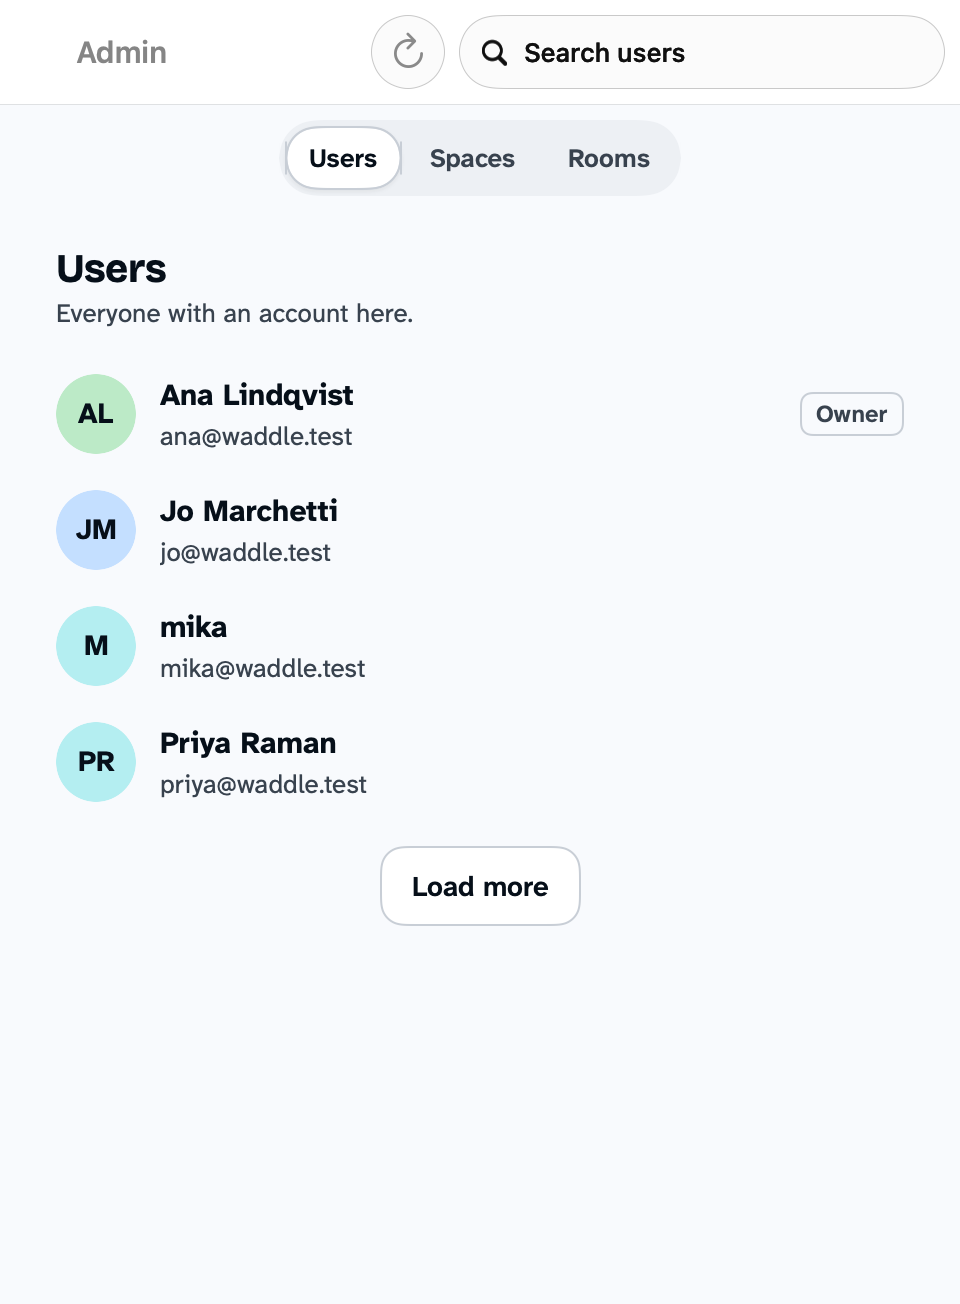 Admin
Search users
Users Spaces Rooms
Users
Everyone with an account here.
AL
Ana Lindqvist
ana@waddle.test
Owner
JM
Jo Marchetti
jo@waddle.test
M
mika
mika@waddle.test
PR
Priya Raman
priya@waddle.test
Load more